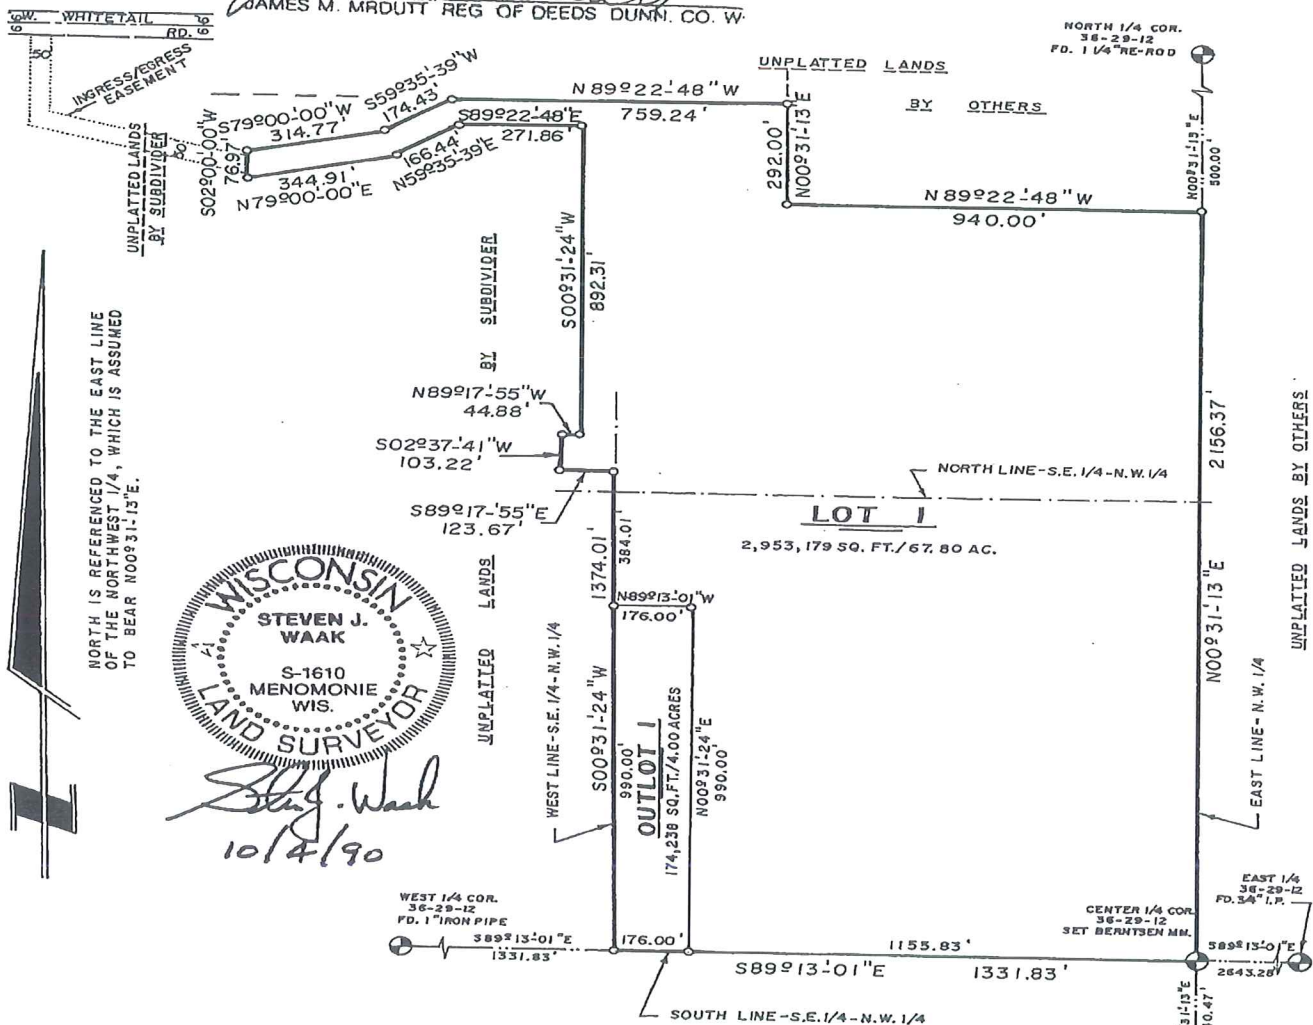 JAMES M. MRDUTT REG OF DEEDS DUNN. CO. W.
66' W. WHITETAIL RD. 66'
50'
INGRESS/EGRESS
EASEMENT
50'
UNPLATTED LANDS
BY SUBDIVIDER
S02º00'-00"W
76.97'
S79º00'-00"W
314.77'
S59º35'-39"W
174.43'
344.91'
N79º00'-00"E
166.44'
N59º35'-39"E
S89º22'-48"E
271.86'
N89º22'-48"W
759.24'
UNPLATTED LANDS
BY OTHERS
NORTH 1/4 COR.
36-29-12
FD. 1 1/4" RE-ROD
N00º31'-13"E
500.00'
292.00'
N00º31'-13"E
N89º22'-48"W
940.00'
S00º31'-24"W
892.31'
BY SUBDIVIDER
NORTH IS REFERENCED TO THE EAST LINE
OF THE NORTHWEST 1/4, WHICH IS ASSUMED
TO BEAR N00º31'-13"E.
N89º17'-55"W
44.88'
S02º37'-41"W
103.22'
S89º17'-55"E
123.67'
NORTH LINE-S.E. 1/4-N.W. 1/4
LOT 1
2,953,179 SQ. FT./67.80 AC.
2156.37'
N00º31'-13"E
UNPLATTED LANDS BY OTHERS
EAST LINE-N.W. 1/4
1374.01'
384.01'
N89º13'-01"W
176.00'
UNPLATTED LANDS
WEST LINE-S.E. 1/4-N.W. 1/4
S00º31'-24"W
990.00'
OUTLOT 1
174,238 SQ.FT./4.00 ACRES
N00º31'-24"E
990.00'
WISCONSIN
STEVEN J.
WAAK
S-1610
MENOMONIE
WIS.
LAND SURVEYOR
Steven J. Waak
10/4/90
WEST 1/4 COR.
36-29-12
FD. 1" IRON PIPE
S89º13'-01"E
1331.83'
176.00'
1155.83'
S89º13'-01"E 1331.83'
CENTER 1/4 COR.
36-29-12
SET BERNTSEN MN.
EAST 1/4
36-29-12
FD. 3/4" I.P.
S89º13'-01"E
2643.28'
SOUTH LINE-S.E. 1/4-N.W. 1/4
31'-13"E
0.47'